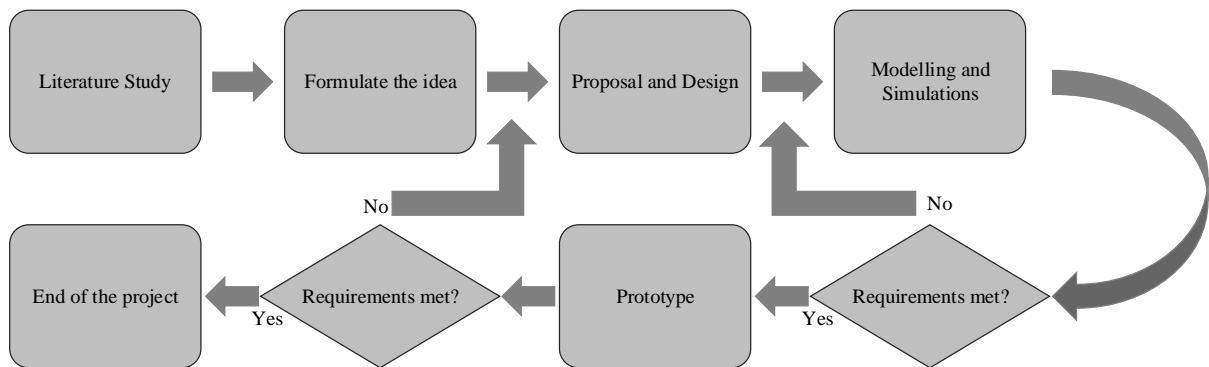 Literature Study
Formulate the idea
Proposal and Design
Modelling and
Simulations
No
No
End of the project
Requirements met?
Prototype
Requirements met?
Yes
Yes